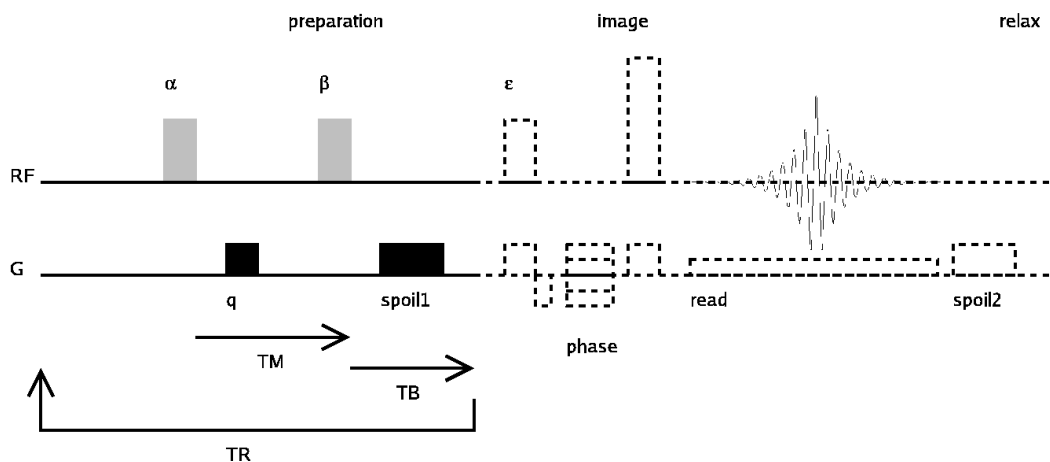 preparation image relax
α β ε
RF
G
q spoil1 read spoil2
TM phase
TB
TR